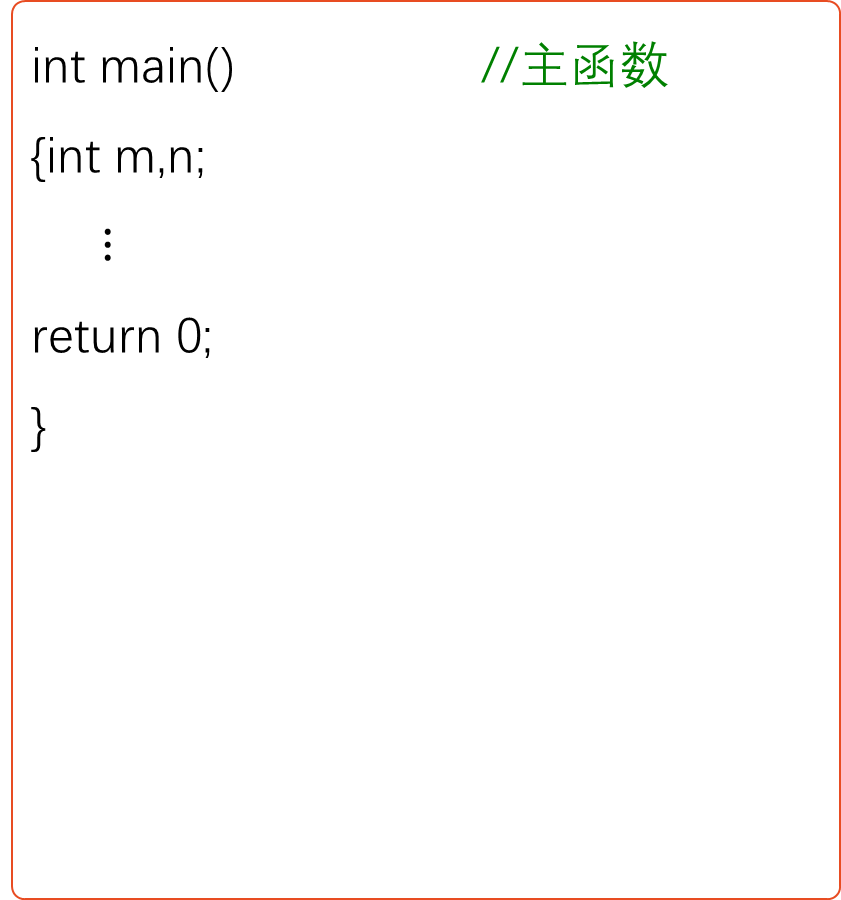 int main() //主函数
{int m,n;
⋮
return 0;
}